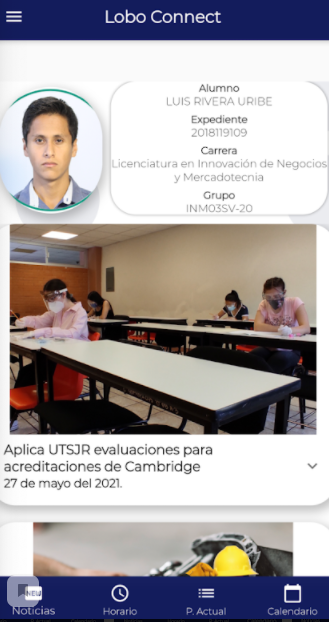 Lobo Connect
Alumno
LUIS RIVERA URIBE
Expediente
2018119109
Carrera
Licenciatura en Innovación de Negocios
y Mercadotecnia
Grupo
INM03SV-20
Aplica UTSJR evaluaciones para
acreditaciones de Cambridge
27 de mayo del 2021.
NEW
Noticias
Horario
P. Actual
Calendario